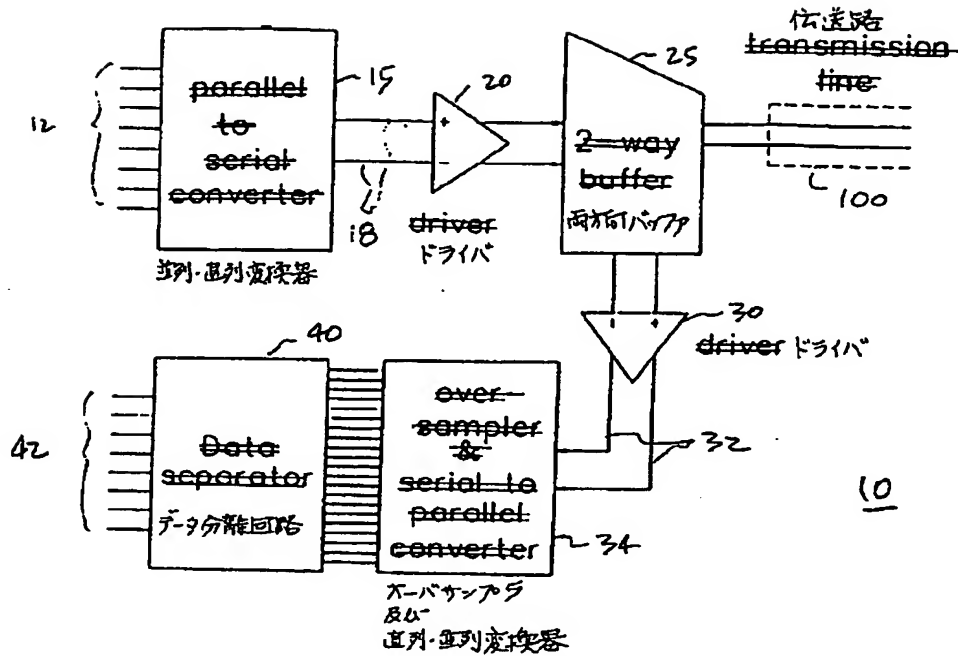 伝送路
transmission
line
15
20
25
12
parallel
to
serial
converter
+
-
2-way
buffer
両方向バッファ
18
driver
ドライバ
100
並列・直列変換器
30
-
+
driver ドライバ
40
42
Data
separator
データ分離回路
over-
sampler
&
serial to
parallel
converter
32
34
10
オーバサンプラ
及び
直列・並列変換器